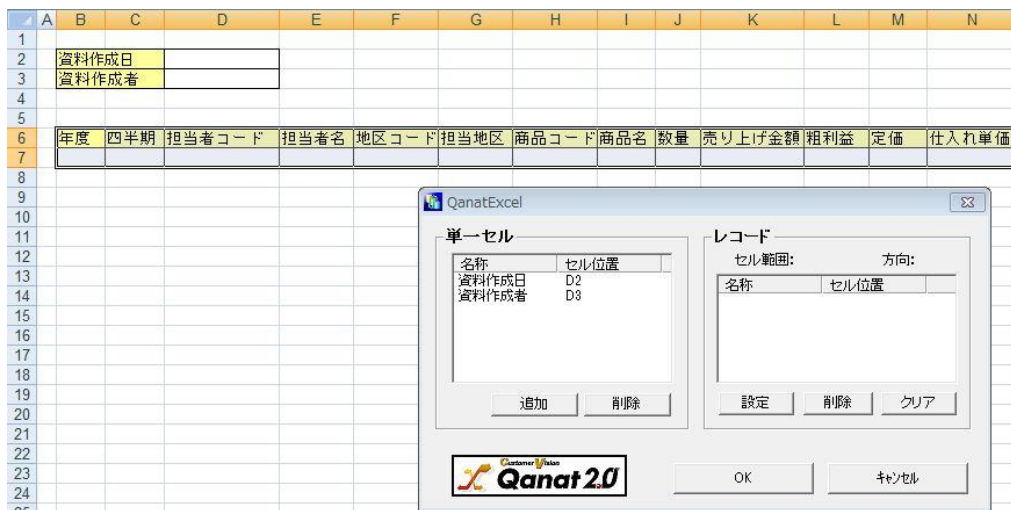 A B C D E F G H I J K L M N
1
2 資料作成日
3 資料作成者
4
5
6 年度 四半期 担当者コード 担当者名 地区コード 担当地区 商品コード 商品名 数量 売り上げ金額 粗利益 定価 仕入れ単価
7
8
9
10
11
12
13
14
15
16
17
18
19
20
21
22
23
24
25
QanatExcel
単一セル
名称 セル位置
資料作成日 D2
資料作成者 D3
追加 削除
レコード
セル範囲: 方向:
名称 セル位置
設定 削除 クリア
Customer Vision
Qanat 2.0
OK キャンセル